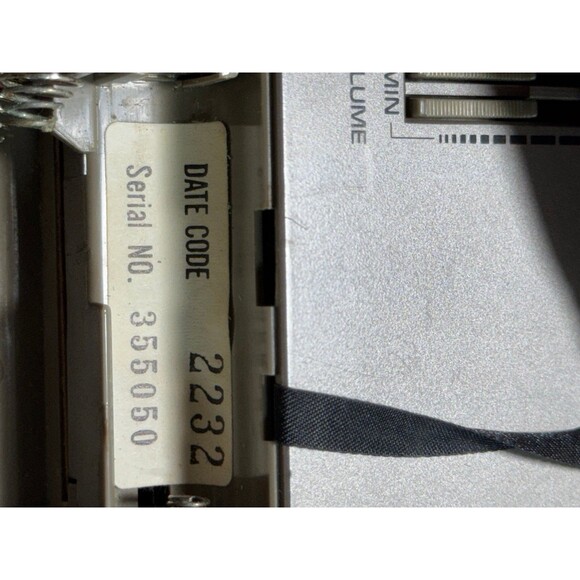 MIN
LUME
DATE CODE 2232
Serial NO. 355050